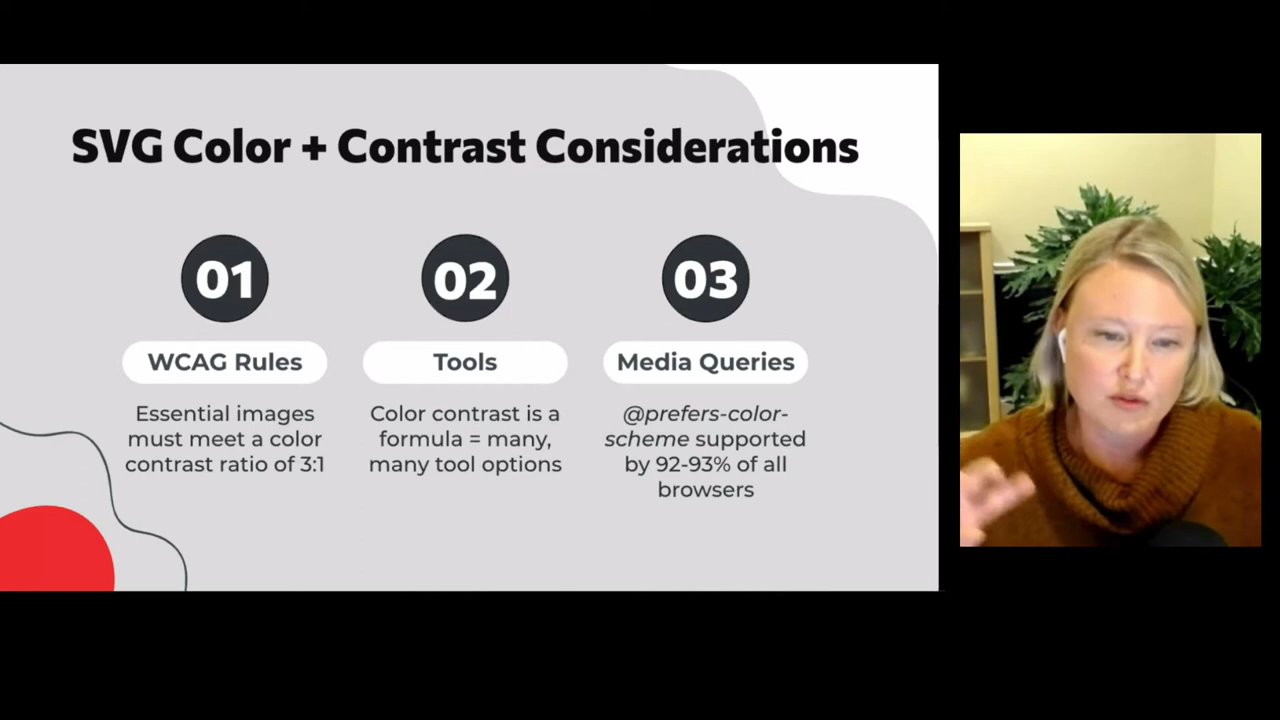 SVG Color + Contrast Considerations
01
WCAG Rules
Essential images
must meet a color
contrast ratio of 3:1
02
Tools
Color contrast is a
formula = many,
many tool options
03
Media Queries
@prefers-color-
scheme supported
by 92-93% of all
browsers